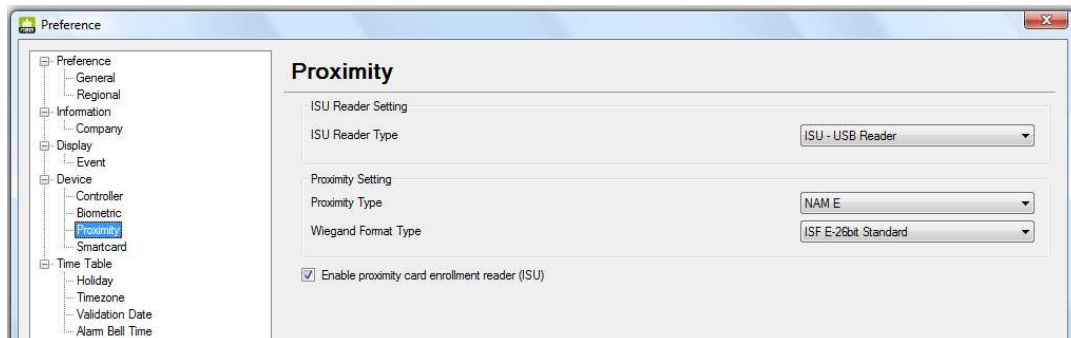 Preference
Preference
General
Regional
Information
Company
Display
Event
Device
Controller
Biometric
Proximity
Smartcard
Time Table
Holiday
Timezone
Validation Date
Alarm Bell Time
Proximity
ISU Reader Setting
ISU Reader Type
ISU - USB Reader
Proximity Setting
Proximity Type
NAM E
Wiegand Format Type
ISF E-26bit Standard
Enable proximity card enrollment reader (ISU)